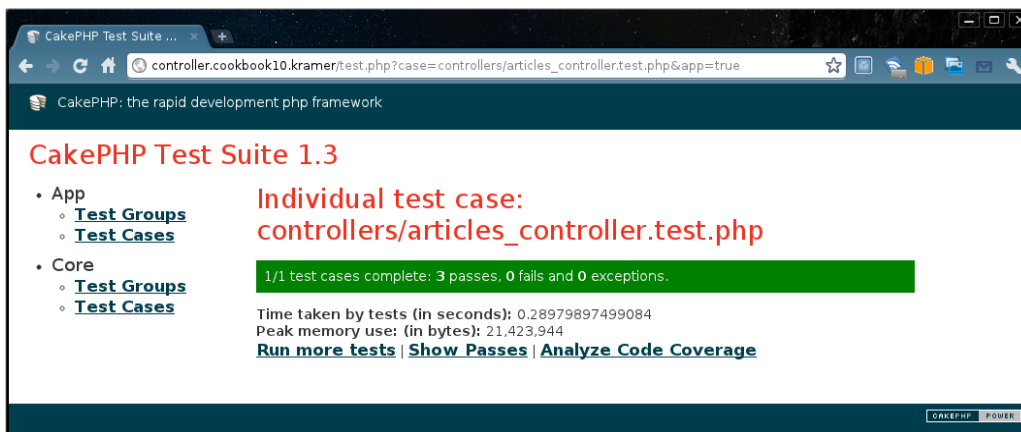 CakePHP Test Suite ...
controller.cookbook10.kramer/test.php?case=controllers/articles_controller.test.php&app=true
CakePHP: the rapid development php framework
CakePHP Test Suite 1.3
App
Test Groups
Test Cases
Core
Test Groups
Test Cases
Individual test case:
controllers/articles_controller.test.php
1/1 test cases complete: 3 passes, 0 fails and 0 exceptions.
Time taken by tests (in seconds): 0.28979897499084
Peak memory use: (in bytes): 21,423,944
Run more tests | Show Passes | Analyze Code Coverage
CAKEPHP POWER